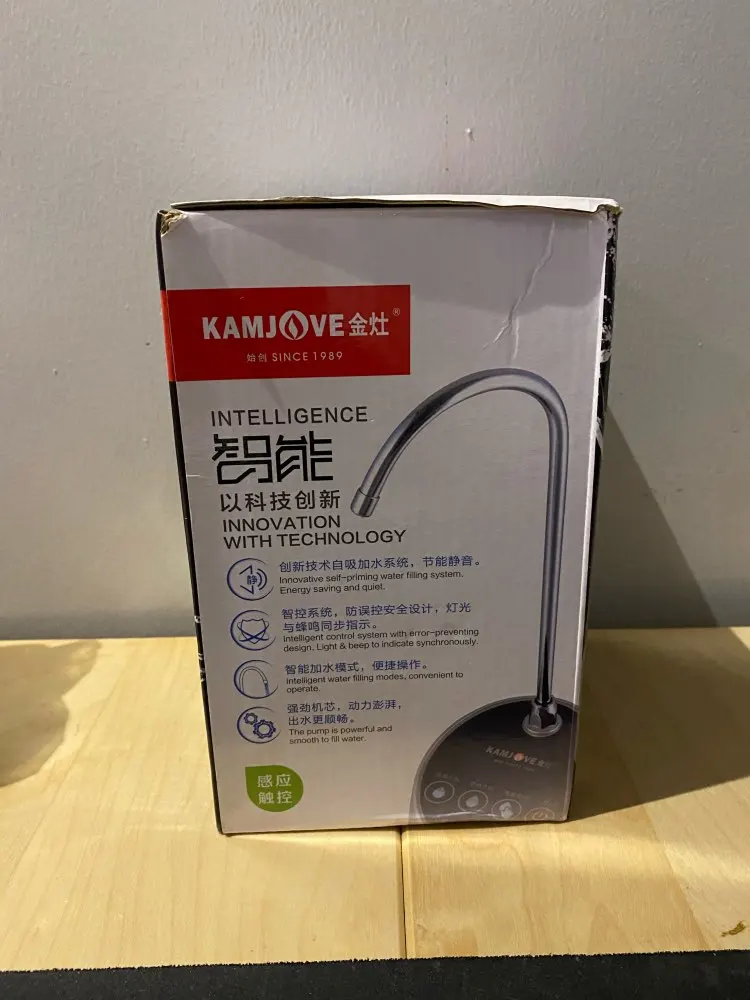 KAMJOVE金灶®
始创 SINCE 1989
INTELLIGENCE
智能
以科技创新
INNOVATION
WITH TECHNOLOGY
静
创新技术自吸加水系统，节能静音。
Innovative self-priming water filling system.
Energy saving and quiet.
智控系统，防误控安全设计，灯光
与蜂鸣同步指示。
Intelligent control system with error-preventing
design. Light & beep to indicate synchronously.
智能加水模式，便捷操作。
Intelligent water filling modes, convenient to
operate.
强劲机芯，动力澎湃，
出水更顺畅。
The pump is powerful and
smooth to fill water.
感应
触控
KAMJOVE金灶